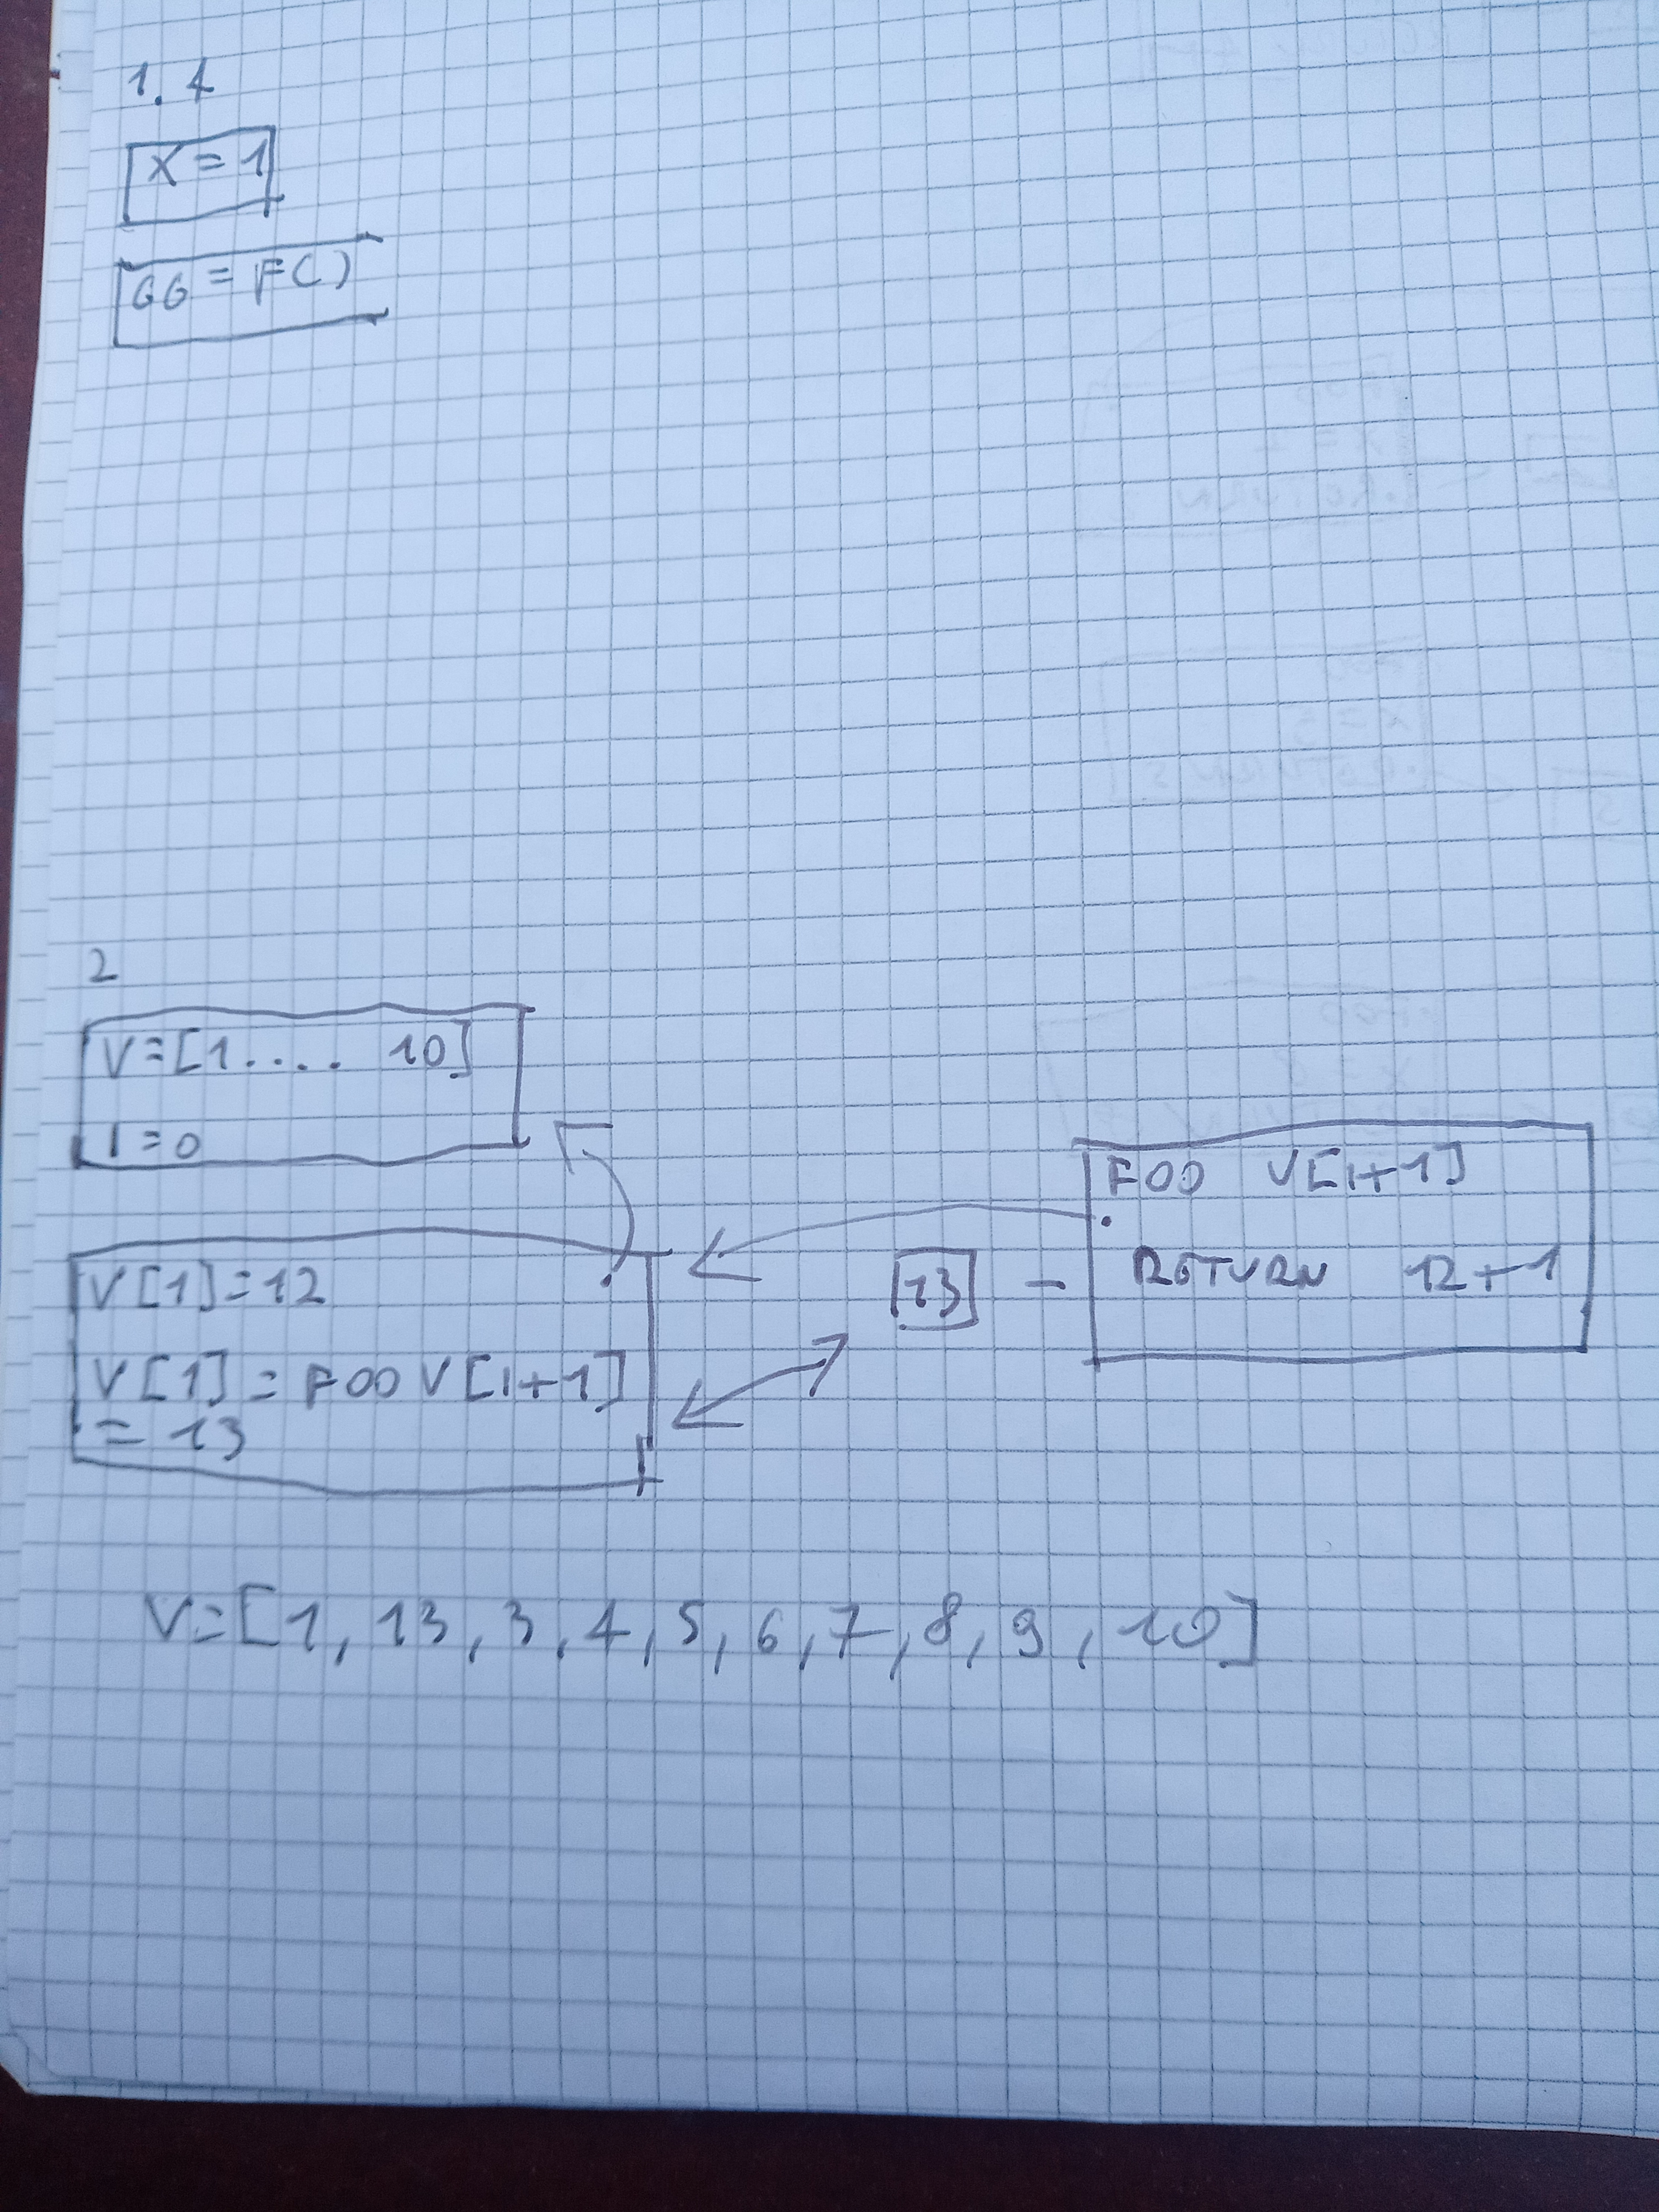 1.4
X = 1
GG = F()
2
V=[1.... 10]
I=0
FOO V[I+1]
RETURN 12+1
13
V[1]=12
V[1]=FOO V[I+1]
= 13
V=[1, 13, 3, 4, 5, 6, 7, 8, 9, 10]